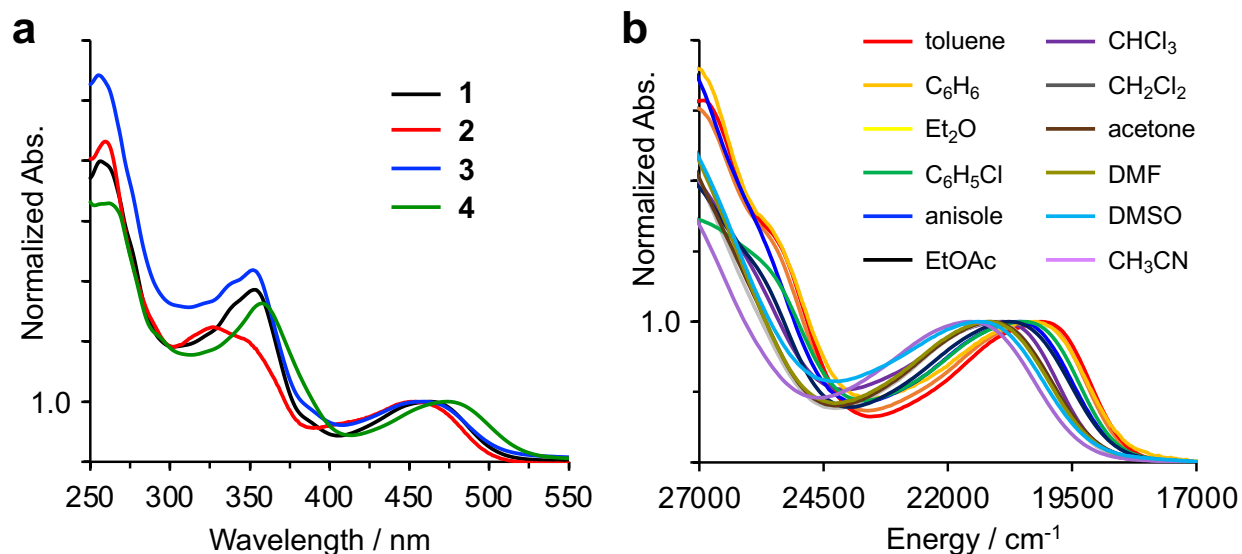 a
Normalized Abs.
1.0
1
2
3
4
250 300 350 400 450 500 550
Wavelength / nm
b
Normalized Abs.
1.0
toluene
C₆H₆
Et₂O
C₆H₅Cl
anisole
EtOAc
CHCl₃
CH₂Cl₂
acetone
DMF
DMSO
CH₃CN
27000 24500 22000 19500 17000
Energy / cm⁻¹